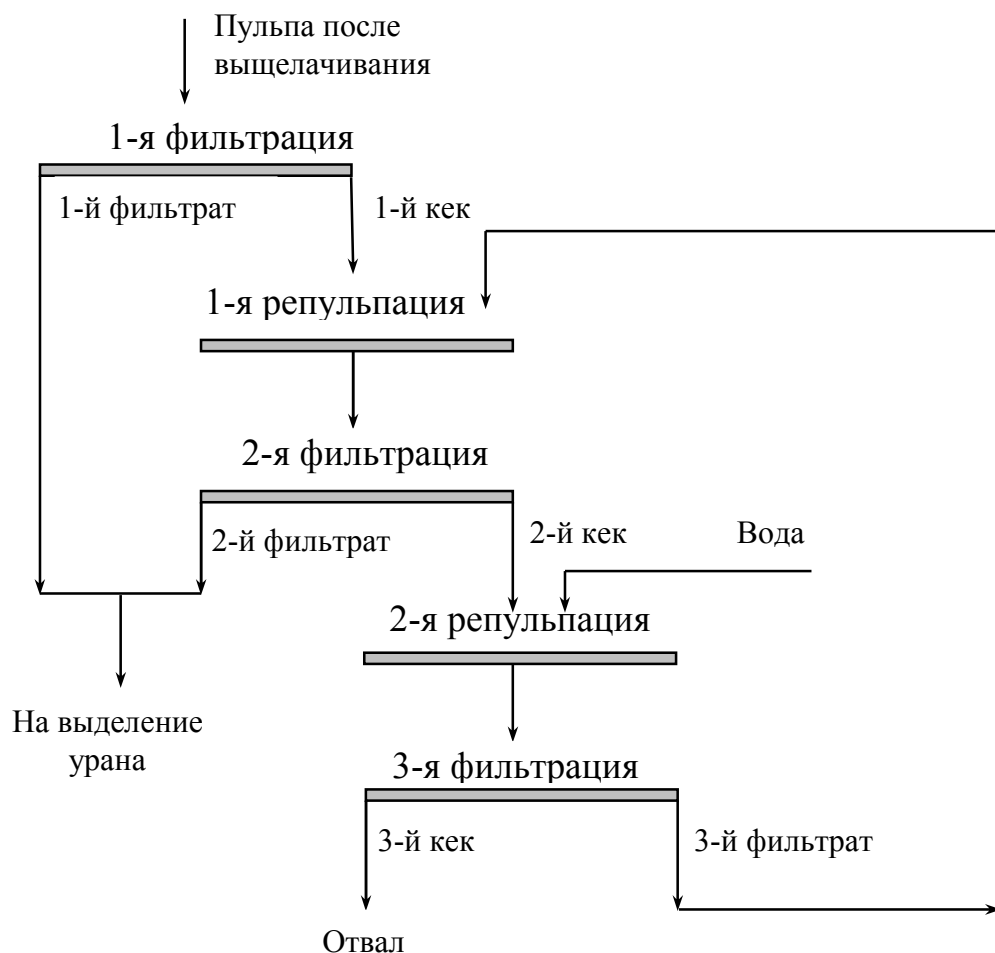 Пульпа после
выщелачивания
1-я фильтрация
1-й фильтрат
1-й кек
1-я репульпация
2-я фильтрация
2-й фильтрат
2-й кек
Вода
2-я репульпация
На выделение
урана
3-я фильтрация
3-й кек
3-й фильтрат
Отвал